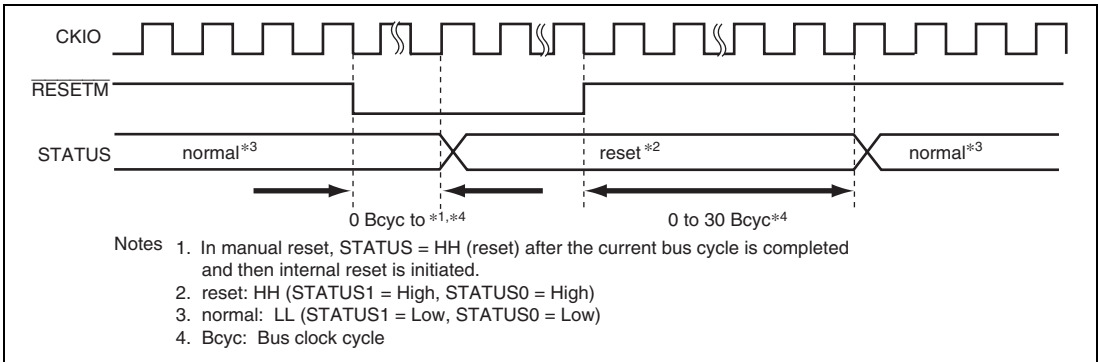 CKIO
RESETM
STATUS normal*3 reset*2 normal*3
0 Bcyc to *1,*4 0 to 30 Bcyc*4
Notes 1. In manual reset, STATUS = HH (reset) after the current bus cycle is completed
and then internal reset is initiated.
2. reset: HH (STATUS1 = High, STATUS0 = High)
3. normal: LL (STATUS1 = Low, STATUS0 = Low)
4. Bcyc: Bus clock cycle